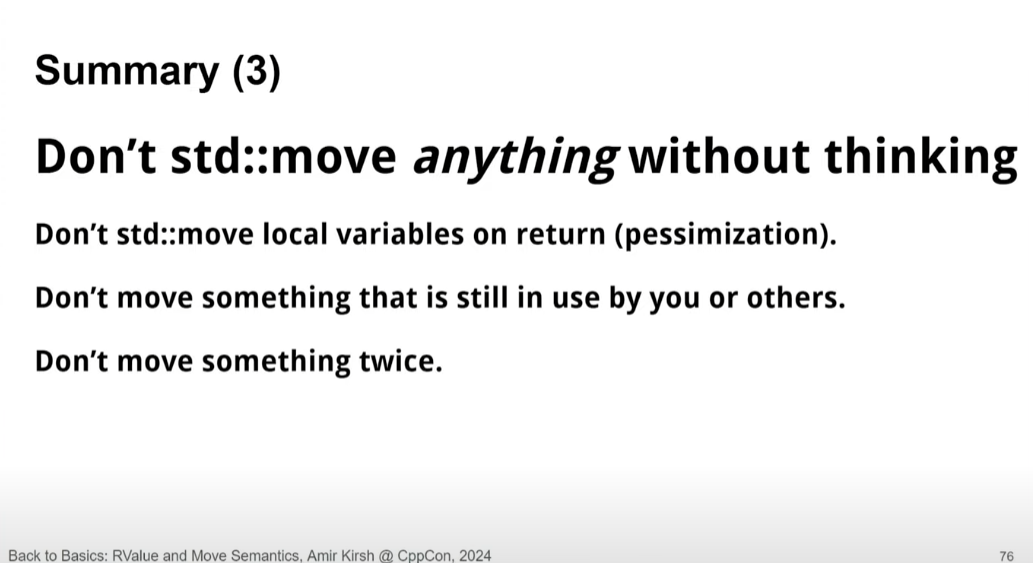 Summary (3)
Don’t std::move anything without thinking
Don’t std::move local variables on return (pessimization).
Don’t move something that is still in use by you or others.
Don’t move something twice.
Back to Basics: RValue and Move Semantics, Amir Kirsh @ CppCon, 2024
76